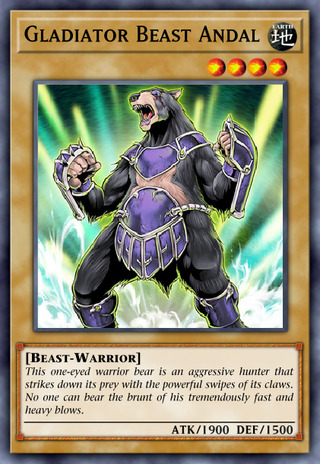 Gladiator Beast Andal
EARTH
地
[Beast-Warrior]
This one-eyed warrior bear is an aggressive hunter that
strikes down its prey with the powerful swipes of its claws.
No one can bear the brunt of his tremendously fast and
heavy blows.
ATK/1900 DEF/1500